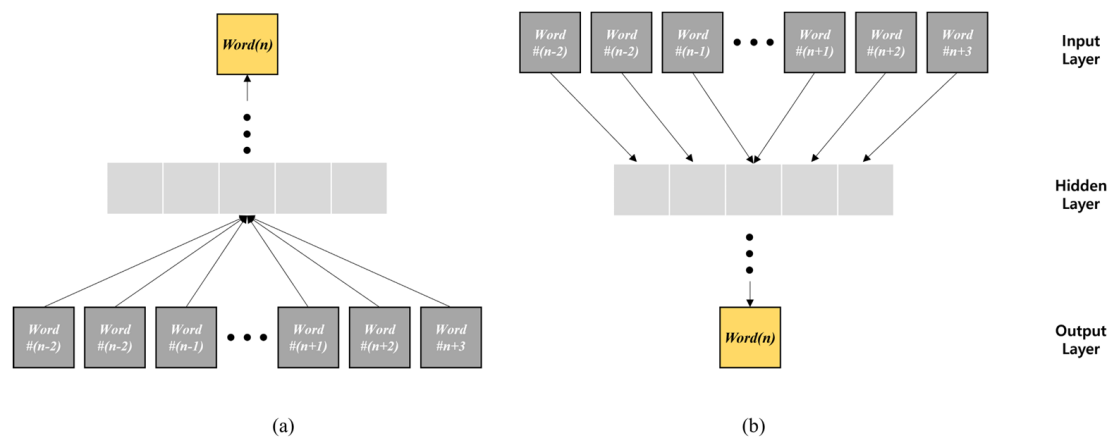 Word(n)
Word
#(n-2)
Word
#(n-2)
Word
#(n-1)
Word
#(n+1)
Word
#(n+2)
Word
#n+3
(a)
Word
#(n-2)
Word
#(n-2)
Word
#(n-1)
Word
#(n+1)
Word
#(n+2)
Word
#n+3
Word(n)
(b)
Input
Layer
Hidden
Layer
Output
Layer